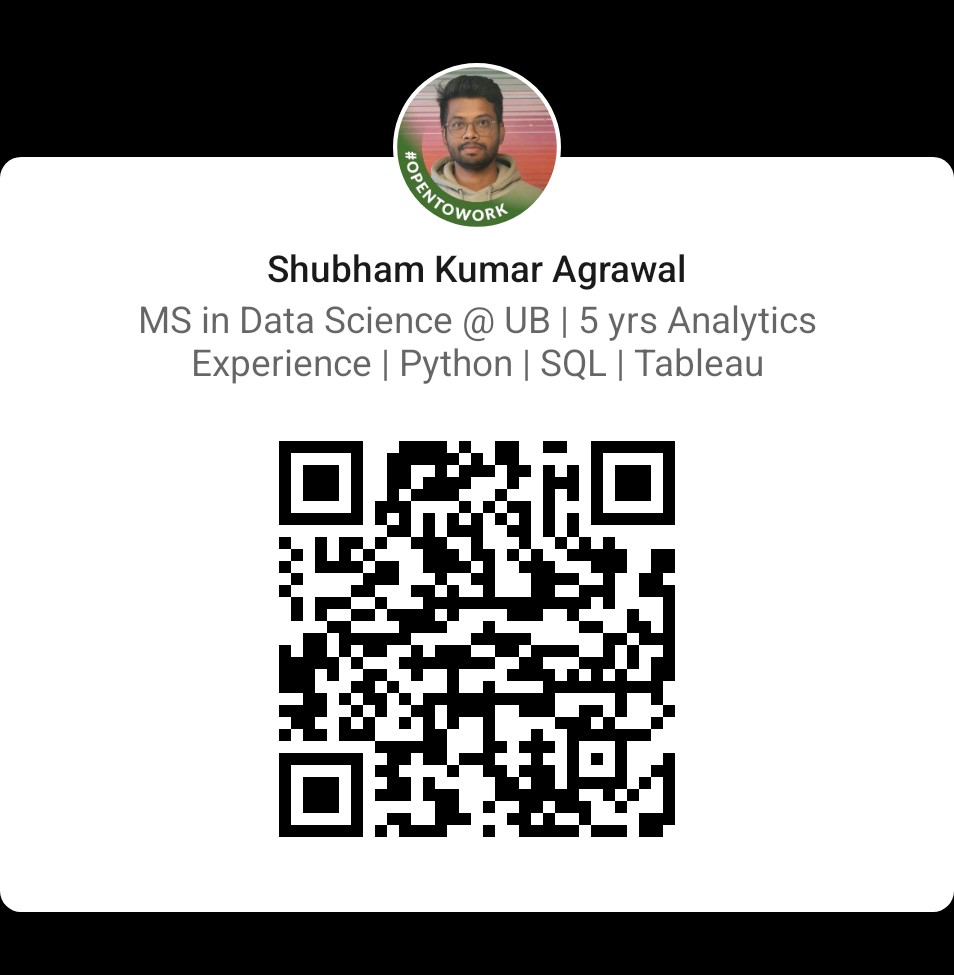 #OPENTOWORK
Shubham Kumar Agrawal
MS in Data Science @ UB | 5 yrs Analytics
Experience | Python | SQL | Tableau